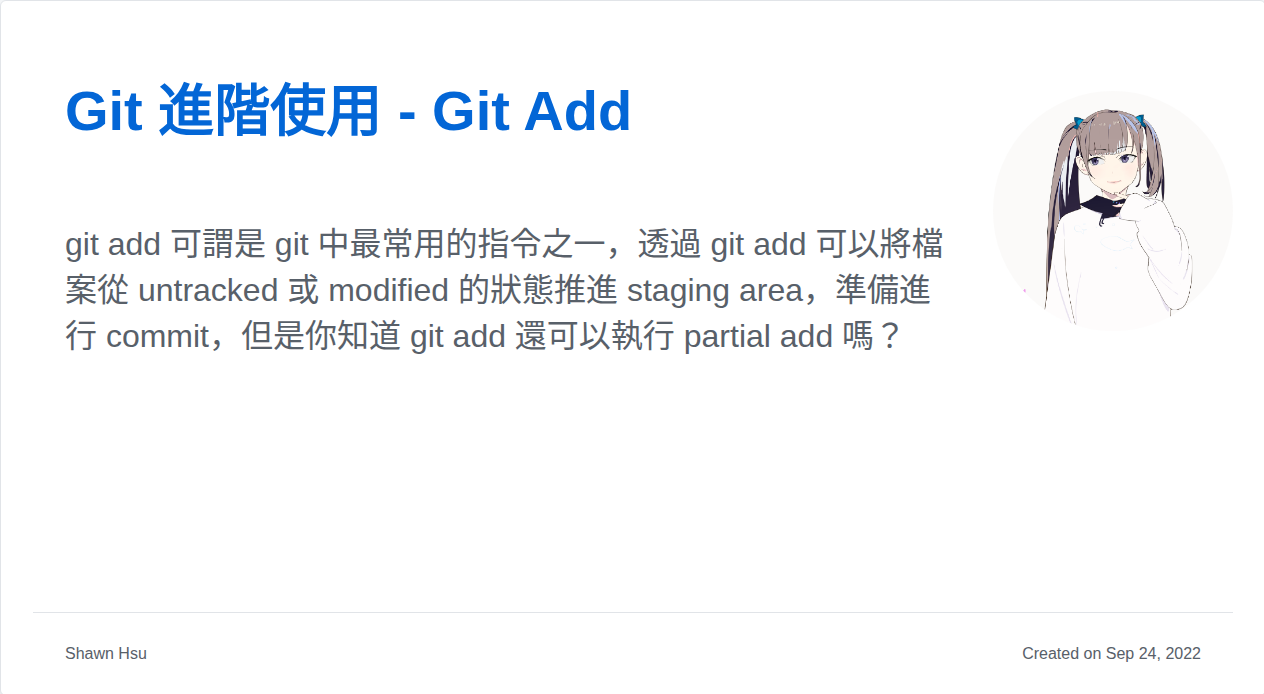 Git 進階使用 - Git Add
git add 可謂是 git 中最常用的指令之一，透過 git add 可以將檔
案從 untracked 或 modified 的狀態推進 staging area，準備進
行 commit，但是你知道 git add 還可以執行 partial add 嗎？
Shawn Hsu
Created on Sep 24, 2022